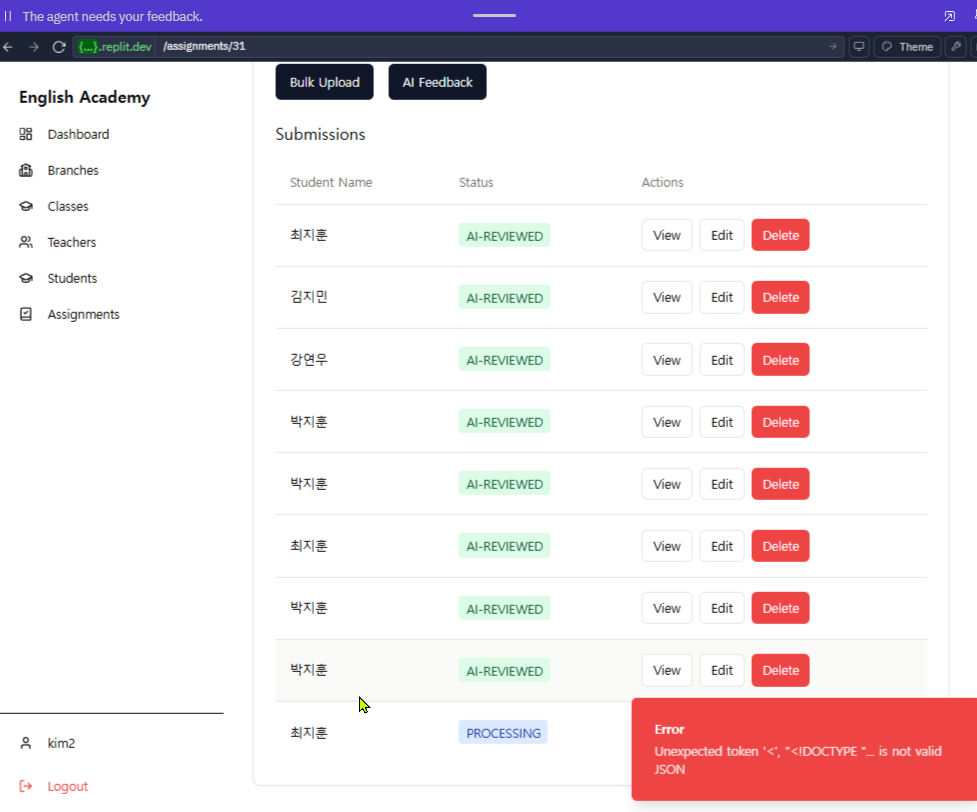 The agent needs your feedback.
{...}.replit.dev /assignments/31 Theme
English Academy
Dashboard
Branches
Classes
Teachers
Students
Assignments
kim2
Logout
Bulk Upload AI Feedback
Submissions
Student Name Status Actions
최지훈 AI-REVIEWED View Edit Delete
김지민 AI-REVIEWED View Edit Delete
강연우 AI-REVIEWED View Edit Delete
박지훈 AI-REVIEWED View Edit Delete
박지훈 AI-REVIEWED View Edit Delete
최지훈 AI-REVIEWED View Edit Delete
박지훈 AI-REVIEWED View Edit Delete
박지훈 AI-REVIEWED View Edit Delete
최지훈 PROCESSING
Error
Unexpected token '<', "<!DOCTYPE "... is not valid
JSON